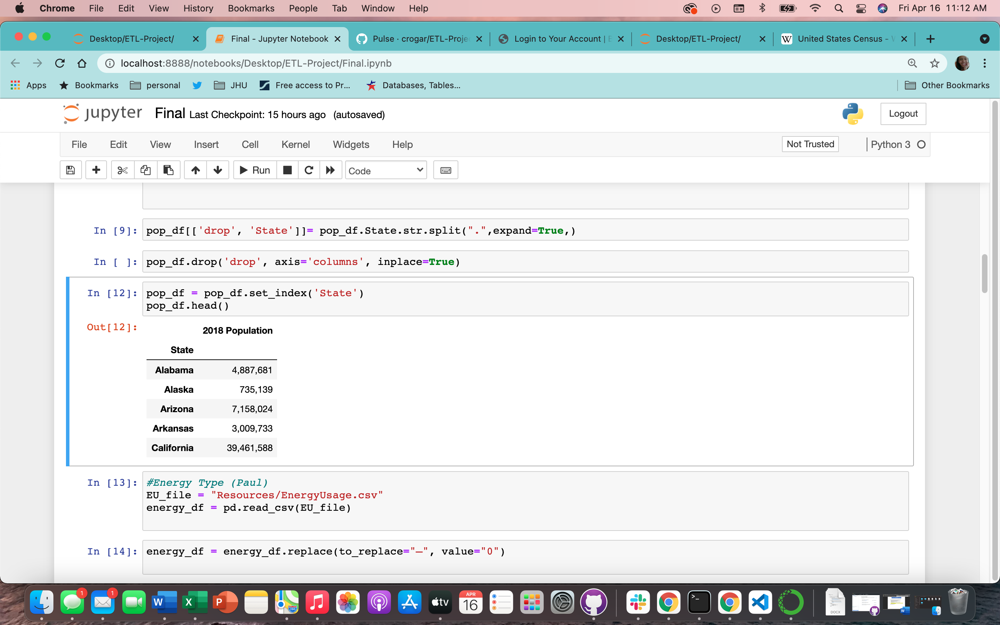 Chrome File Edit View History Bookmarks People Tab Window Help Fri Apr 16 11:12 AM
Desktop/ETL-Project/ Final - Jupyter Notebook Pulse · crogar/ETL-Projec Login to Your Account | Desktop/ETL-Project/ W United States Census -
localhost:8888/notebooks/Desktop/ETL-Project/Final.ipynb
Apps Bookmarks personal JHU Free access to Pr... Databases, Tables... Other Bookmarks
jupyter Final Last Checkpoint: 15 hours ago (autosaved) Logout
File Edit View Insert Cell Kernel Widgets Help Not Trusted Python 3
Run Code
In [9]: pop_df[['drop', 'State']]= pop_df.State.str.split(".",expand=True,)
In [ ]: pop_df.drop('drop', axis='columns', inplace=True)
In [12]: pop_df = pop_df.set_index('State')
pop_df.head()
Out[12]:
2018 Population
State
Alabama 4,887,681
Alaska 735,139
Arizona 7,158,024
Arkansas 3,009,733
California 39,461,588
In [13]: #Energy Type (Paul)
EU_file = "Resources/EnergyUsage.csv"
energy_df = pd.read_csv(EU_file)
In [14]: energy_df = energy_df.replace(to_replace="—", value="0")
1 1 W X P 280 tv APR 16 >_ DOCX W